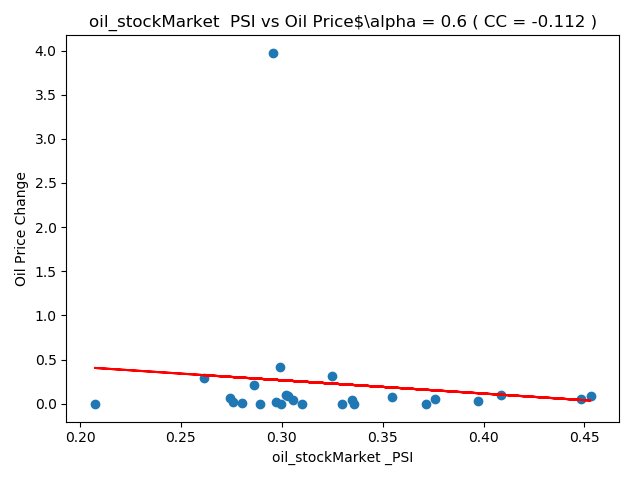 oil_stockMarket  PSI vs Oil Price$\alpha = 0.6 ( CC = -0.112 )
4.0
3.5
3.0
2.5
2.0
1.5
1.0
0.5
0.0
Oil Price Change
0.20 0.25 0.30 0.35 0.40 0.45
oil_stockMarket _PSI